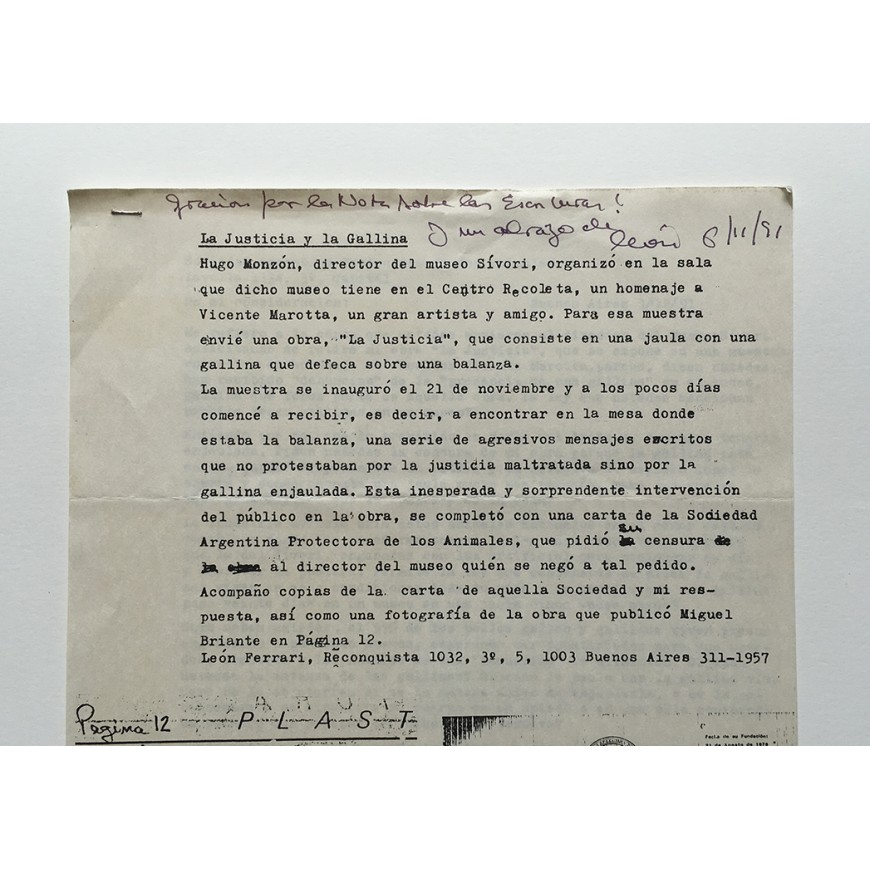 Gracias por la Nota sobre las Escrituras!
Y un abrazo de León 6/11/91
La Justicia y la Gallina
Hugo Monzón, director del museo Sívori, organizó en la sala
que dicho museo tiene en el Centro Recoleta, un homenaje a
Vicente Marotta, un gran artista y amigo. Para esa muestra
envié una obra, "La Justicia", que consiste en una jaula con una
gallina que defeca sobre una balanza.
La muestra se inauguró el 21 de noviembre y a los pocos días
comencé a recibir, es decir, a encontrar en la mesa donde
estaba la balanza, una serie de agresivos mensajes escritos
que no protestaban por la justicia maltratada sino por la
gallina enjaulada. Esta inesperada y sorprendente intervención
del público en la obra, se completó con una carta de la Sociedad
Argentina Protectora de los Animales, que pidió su censura
al director del museo quién se negó a tal pedido.
Acompaño copias de la carta de aquella Sociedad y mi res-
puesta, así como una fotografía de la obra que publicó Miguel
Briante en Página 12.
León Ferrari, Reconquista 1032, 3º, 5, 1003 Buenos Aires 311-1957
Pagina 12 PLAST
Fecha de su Fundación